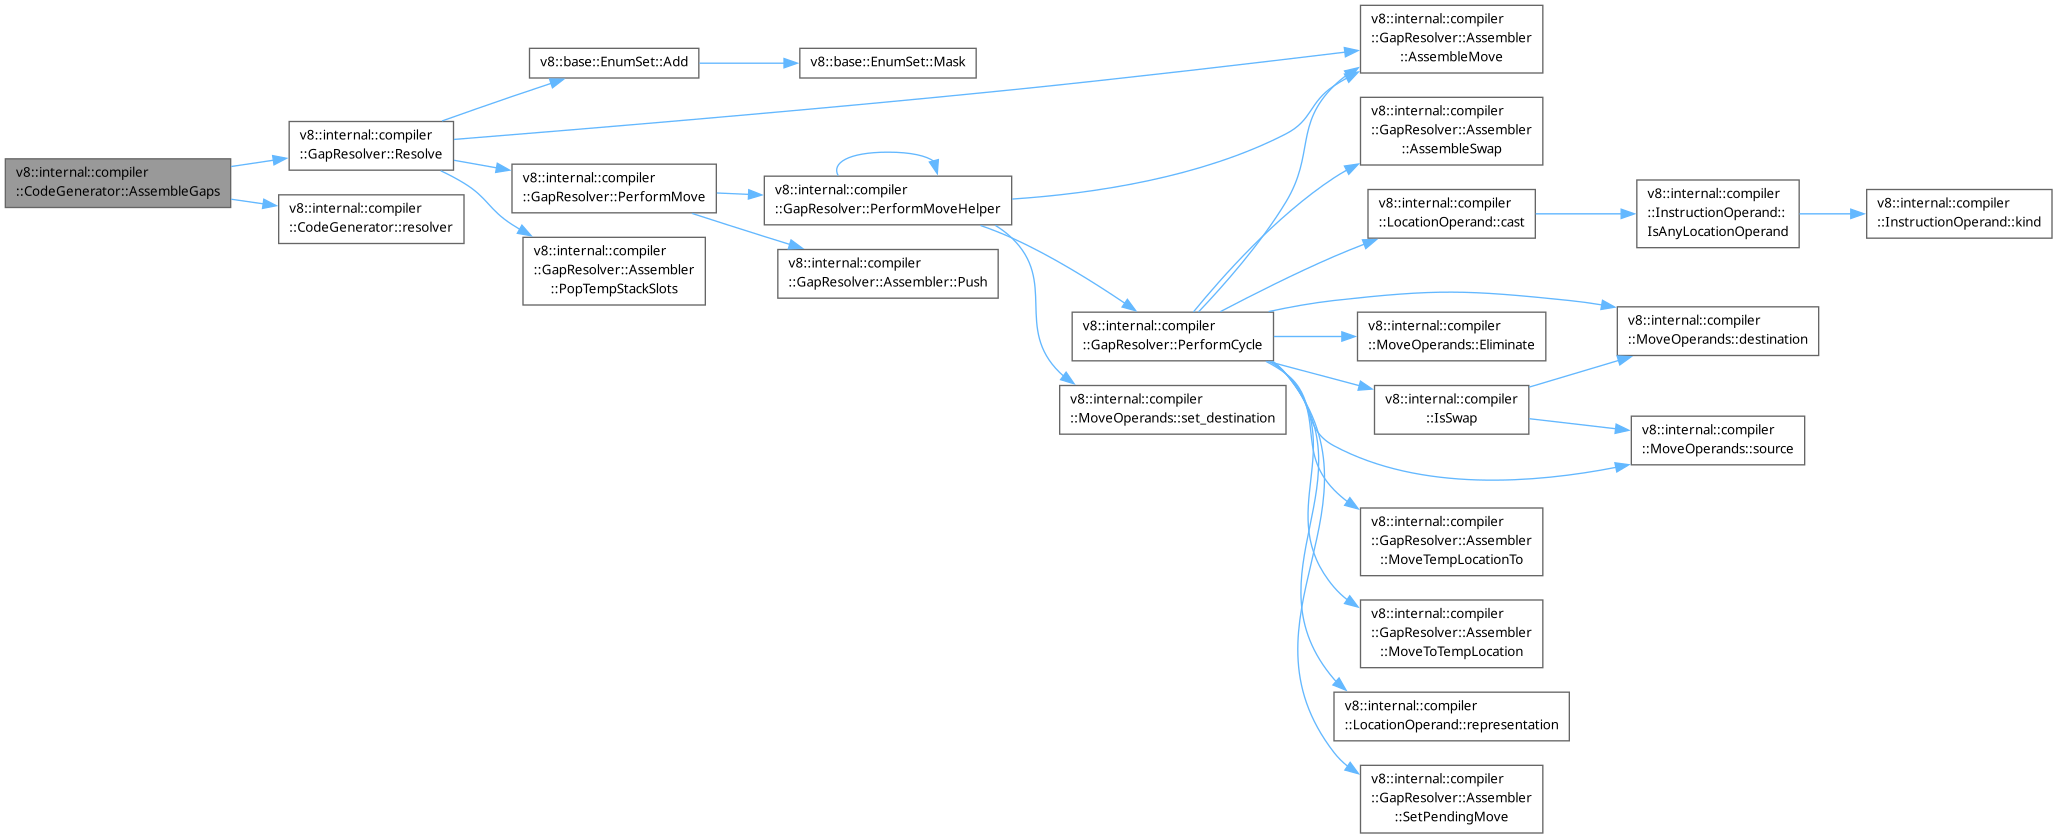 v8::internal::compiler
::CodeGenerator::AssembleGaps
v8::internal::compiler
::GapResolver::Resolve
v8::internal::compiler
::CodeGenerator::resolver
v8::base::EnumSet::Add
v8::base::EnumSet::Mask
v8::internal::compiler
::GapResolver::PerformMove
v8::internal::compiler
::GapResolver::Assembler
::PopTempStackSlots
v8::internal::compiler
::GapResolver::PerformMoveHelper
v8::internal::compiler
::GapResolver::Assembler::Push
v8::internal::compiler
::GapResolver::PerformCycle
v8::internal::compiler
::MoveOperands::set_destination
v8::internal::compiler
::GapResolver::Assembler
::AssembleMove
v8::internal::compiler
::GapResolver::Assembler
::AssembleSwap
v8::internal::compiler
::LocationOperand::cast
v8::internal::compiler
::InstructionOperand::
IsAnyLocationOperand
v8::internal::compiler
::InstructionOperand::kind
v8::internal::compiler
::MoveOperands::destination
v8::internal::compiler
::MoveOperands::Eliminate
v8::internal::compiler
::IsSwap
v8::internal::compiler
::MoveOperands::source
v8::internal::compiler
::GapResolver::Assembler
::MoveTempLocationTo
v8::internal::compiler
::GapResolver::Assembler
::MoveToTempLocation
v8::internal::compiler
::LocationOperand::representation
v8::internal::compiler
::GapResolver::Assembler
::SetPendingMove